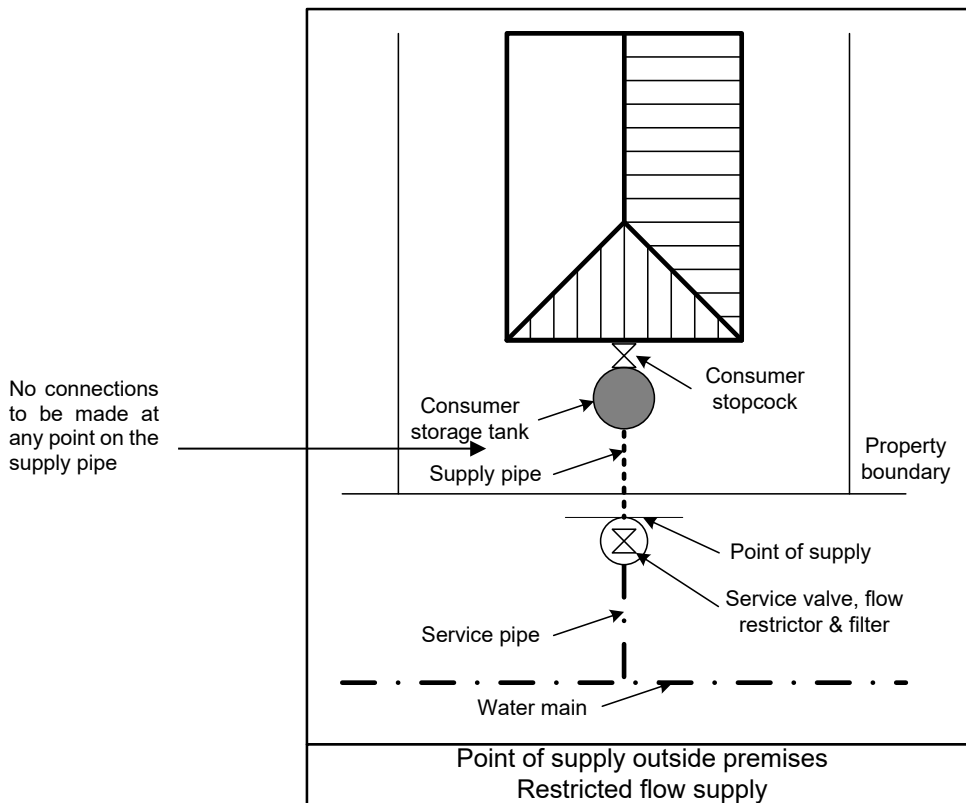 No connections
to be made at
any point on the
supply pipe
Consumer
stopcock
Consumer
storage tank
Supply pipe
Property
boundary
Point of supply
Service valve, flow
restrictor & filter
Service pipe
Water main
Point of supply outside premises
Restricted flow supply